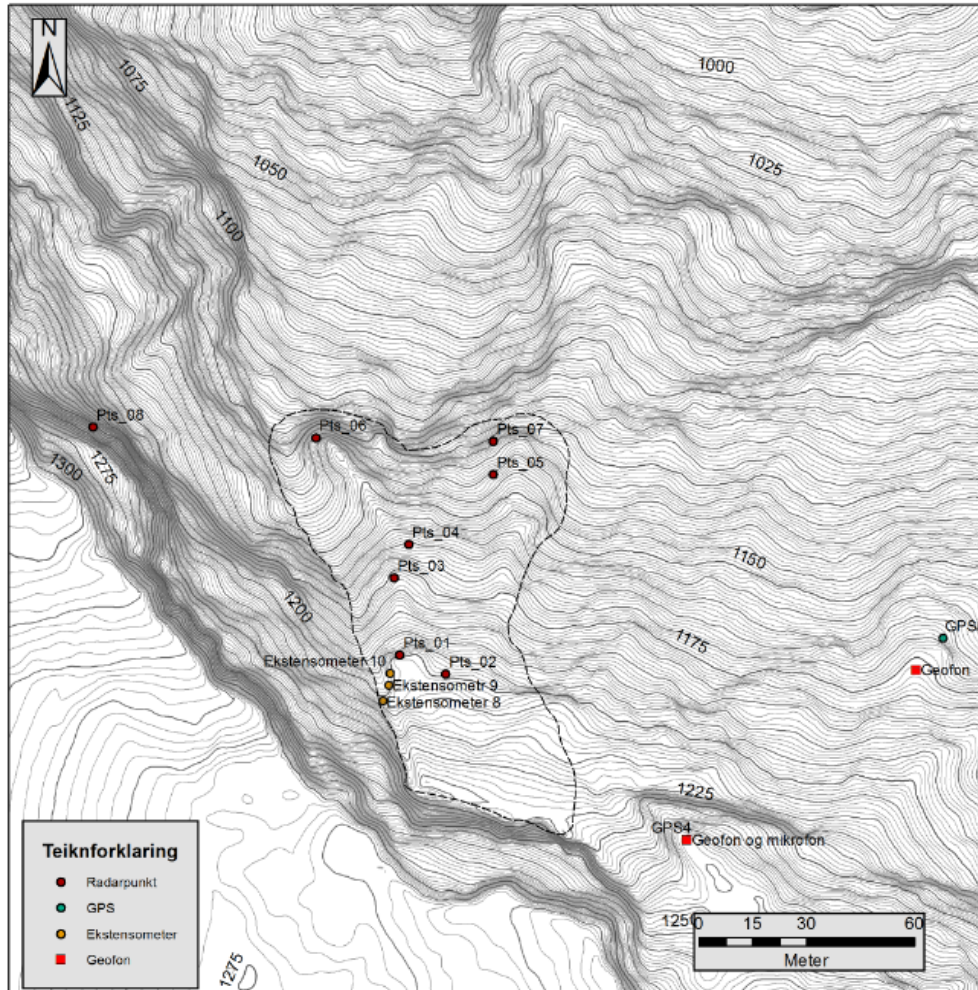 N
1000
1075
1125
1025
1050
1100
Pts_08
Pts_06
Pts_07
1300
1275
Pts_05
Pts_04
1150
Pts_03
1200
1175
GPS
Pts_01
Ekstensometer 10
Pts_02
Geofon
Ekstensometr 9
Ekstensometer 8
1225
GPS4
Geofon og mikrofon
Teiknforklaring
Radarpunkt
GPS
Ekstensometer
Geofon
125
0 15 30 60
Meter
1275